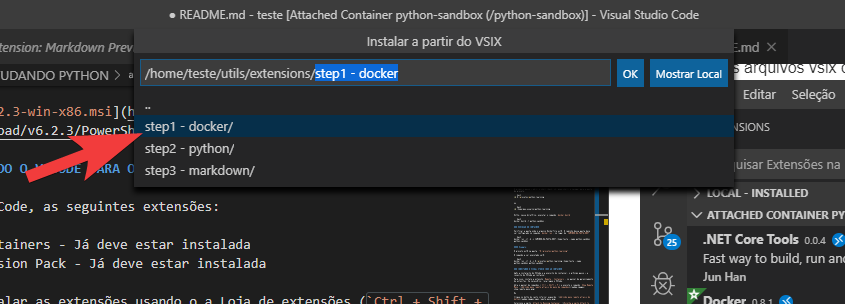 ● README.md - teste [Attached Container python-sandbox (/python-sandbox)] - Visual Studio Code
Instalar a partir do VSIX
/home/teste/utils/extensions/step1 - docker
OK
Mostrar Local
..
step1 - docker/
step2 - python/
step3 - markdown/
ension: Markdown Prev
TUDANDO PYTHON
2.3-win-x86.msi](h
oad/v6.2.3/PowerSh
Code, as seguintes extensões:
tainers - Já deve estar instalada
sion Pack - Já deve estar instalada
alar as extensões usando o a Loja de extensões (`Ctrl + Shift +
E.md
os arquivos vsix d
Editar
Seleção
NSIONS
quisar Extensões na
LOCAL - INSTALLED
ATTACHED CONTAINER PY
25
.NET Core Tools 0.0.4
Fast way to build, run and
Jun Han
Docker 0.8.1